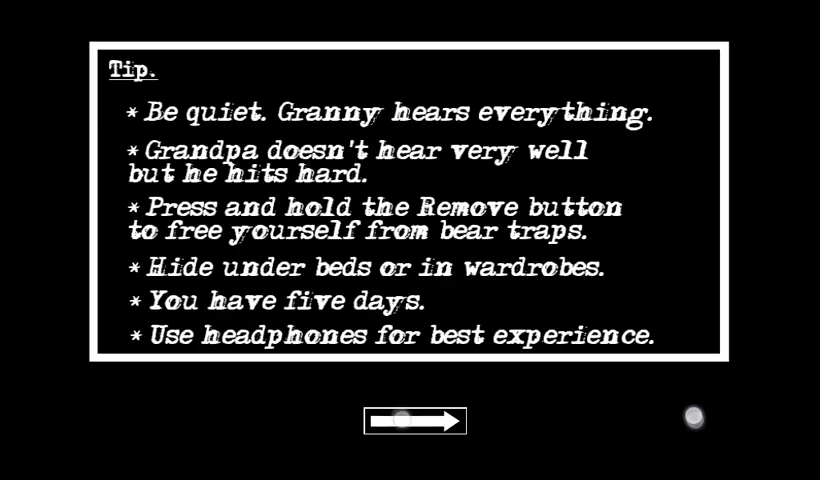 Tip.
* Be quiet. Granny hears everything.
* Grandpa doesn't hear very well
but he hits hard.
* Press and hold the Remove button
to free yourself from bear traps.
* Hide under beds or in wardrobes.
* You have five days.
* Use headphones for best experience.